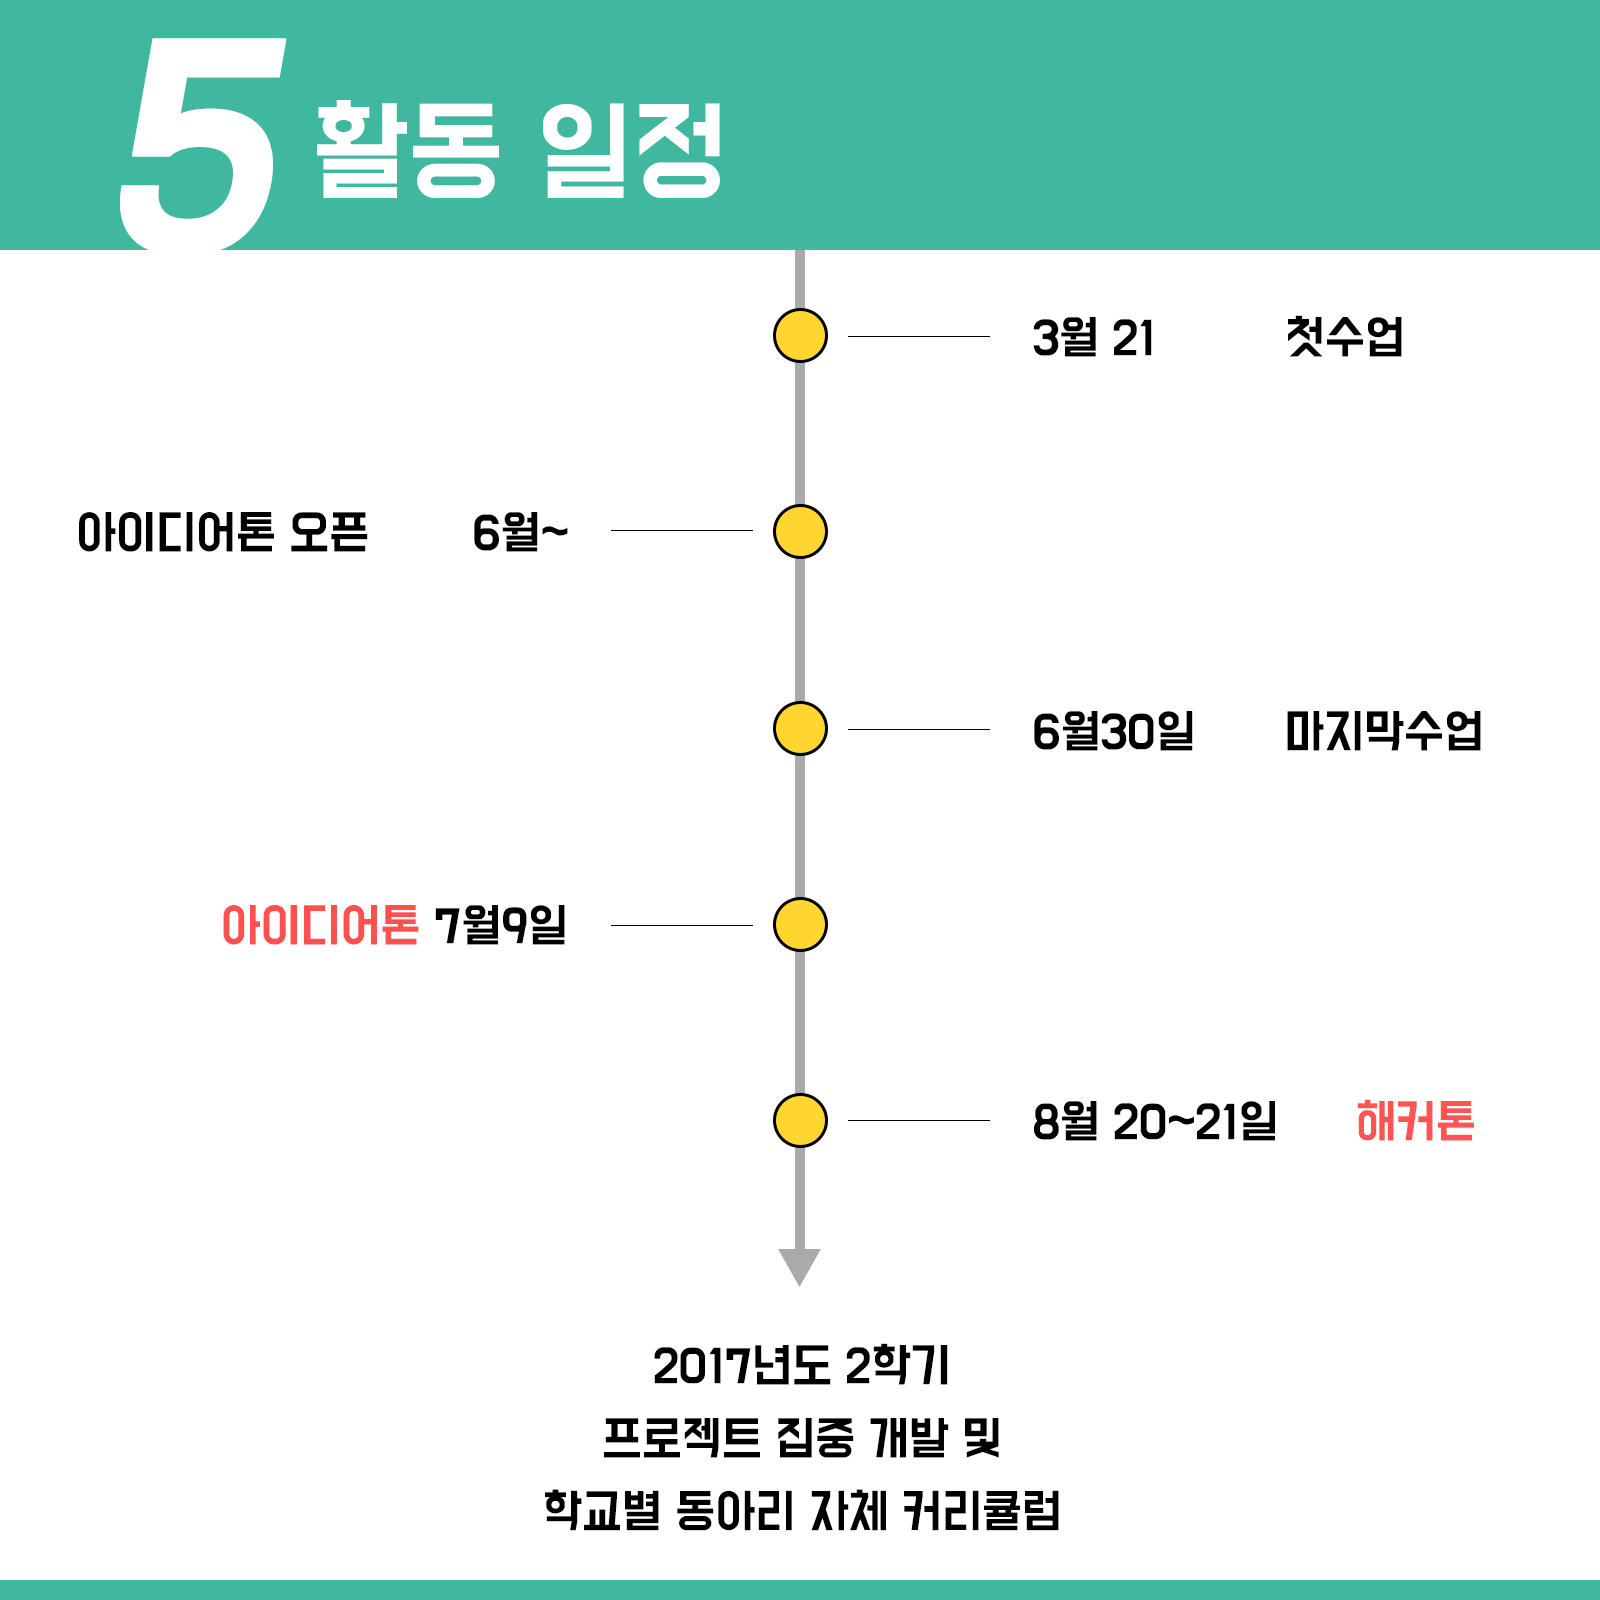 5 활동 일정
3월 21 첫수업
아이디어톤 오픈 6월~
6월30일 마지막수업
아이디어톤 7월9일
8월 20~21일 해커톤
2017년도 2학기
프로젝트 집중 개발 및
학교별 동아리 자체 커리큘럼